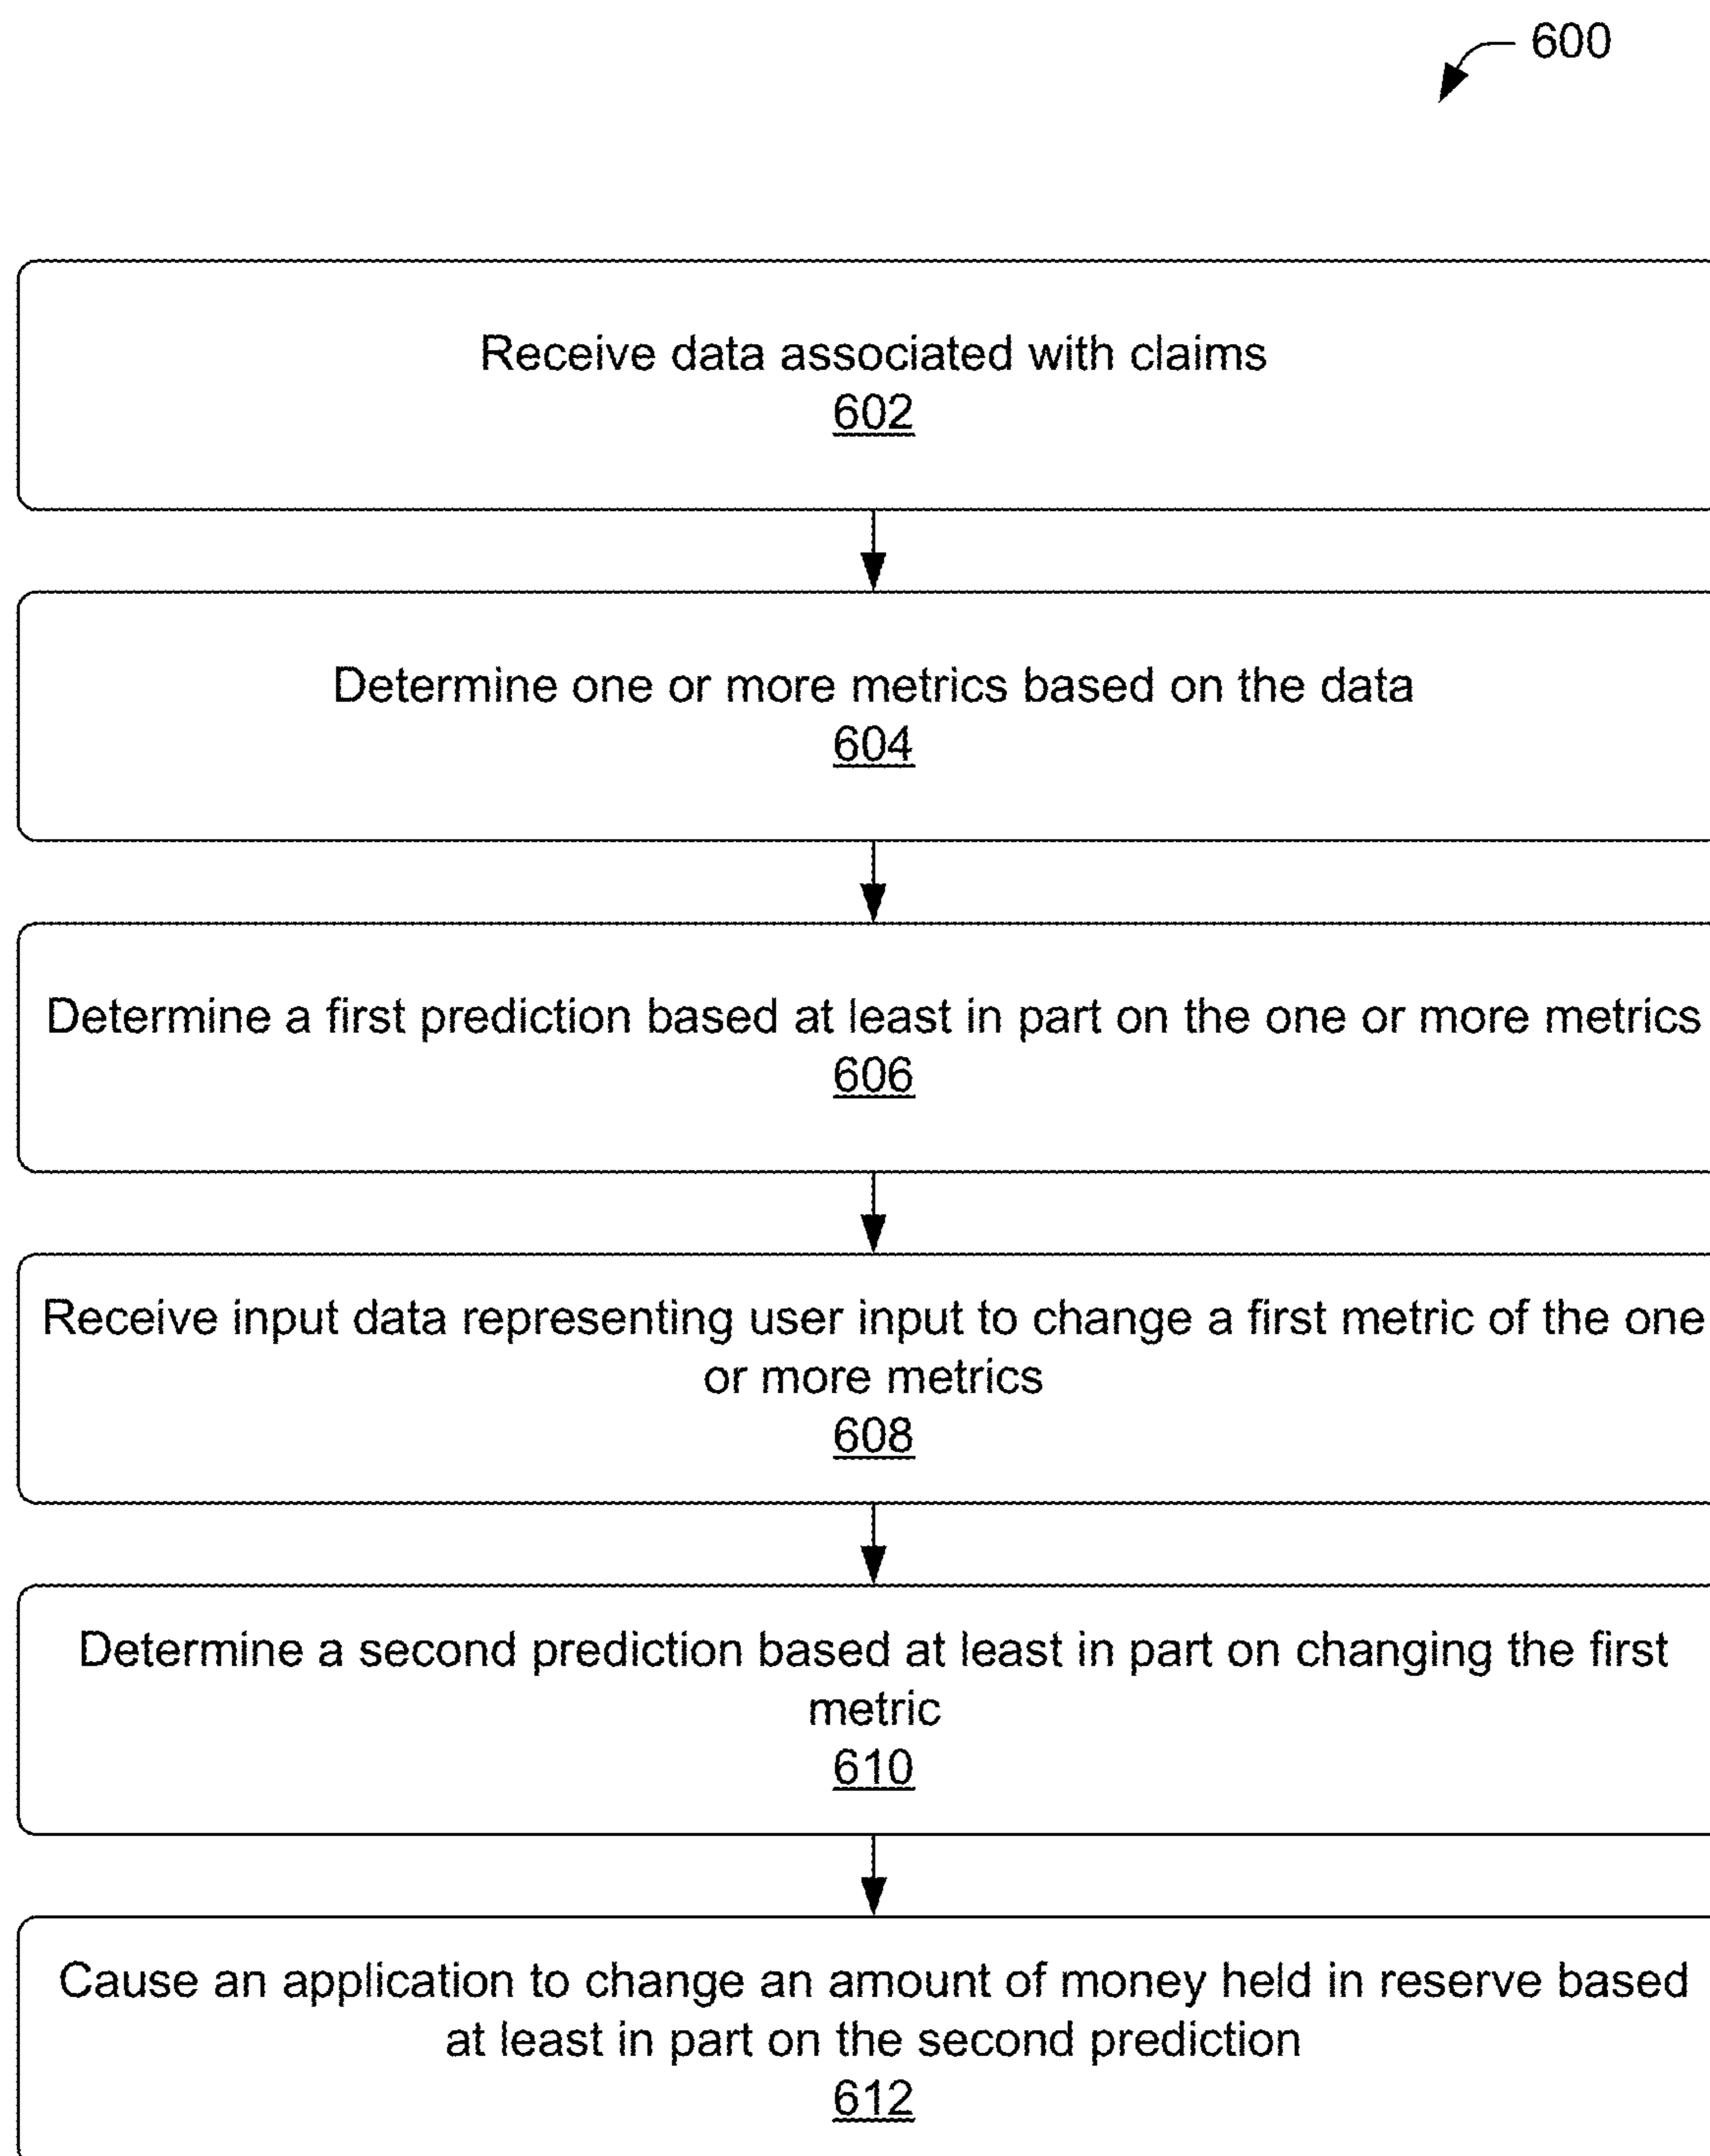 600
Receive data associated with claims
602
Determine one or more metrics based on the data
604
Determine a first prediction based at least in part on the one or more metrics
606
Receive input data representing user input to change a first metric of the one
or more metrics
608
Determine a second prediction based at least in part on changing the first
metric
610
Cause an application to change an amount of money held in reserve based
at least in part on the second prediction
612